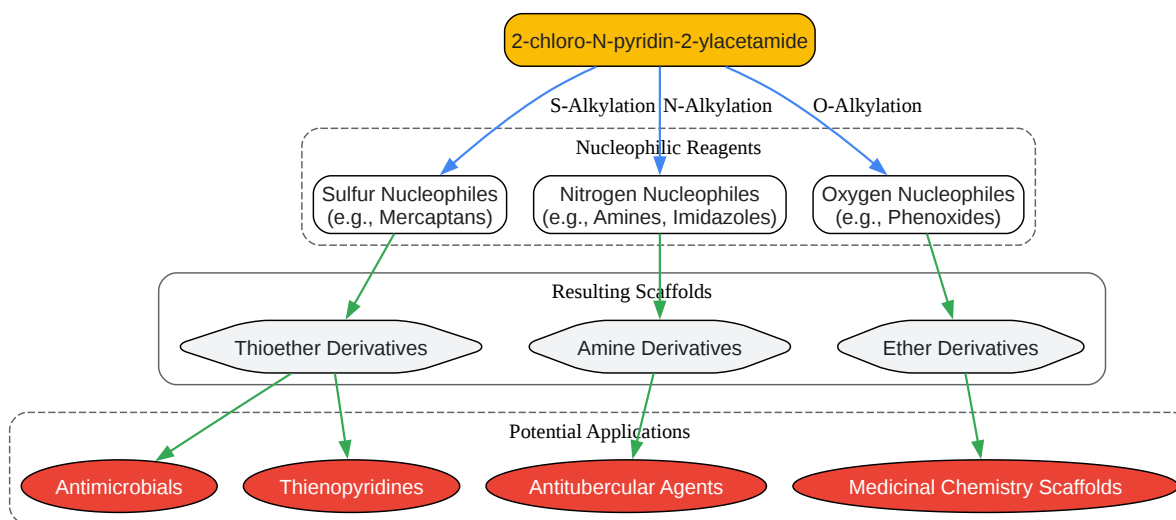 2-chloro-N-pyridin-2-ylacetamide
S-Alkylation
N-Alkylation
O-Alkylation
Nucleophilic Reagents
Sulfur Nucleophiles
(e.g., Mercaptans)
Nitrogen Nucleophiles
(e.g., Amines, Imidazoles)
Oxygen Nucleophiles
(e.g., Phenoxides)
Resulting Scaffolds
Thioether Derivatives
Amine Derivatives
Ether Derivatives
Potential Applications
Antimicrobials
Thienopyridines
Antitubercular Agents
Medicinal Chemistry Scaffolds